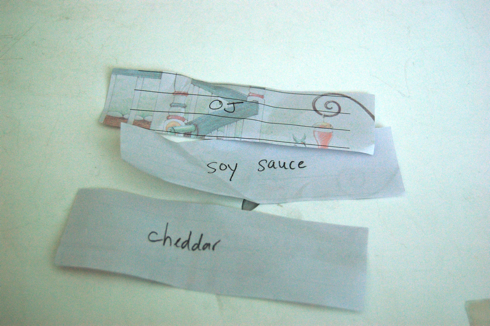 OJ
soy sauce
cheddar